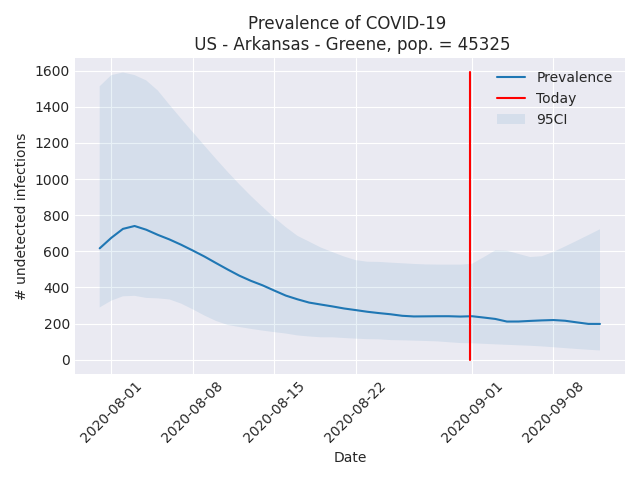 Prevalence of COVID-19
US - Arkansas - Greene, pop. = 45325
Prevalence
Today
95CI
# undetected infections
1600
1400
1200
1000
800
600
400
200
0
2020-08-01
2020-08-08
2020-08-15
2020-08-22
2020-09-01
2020-09-08
Date